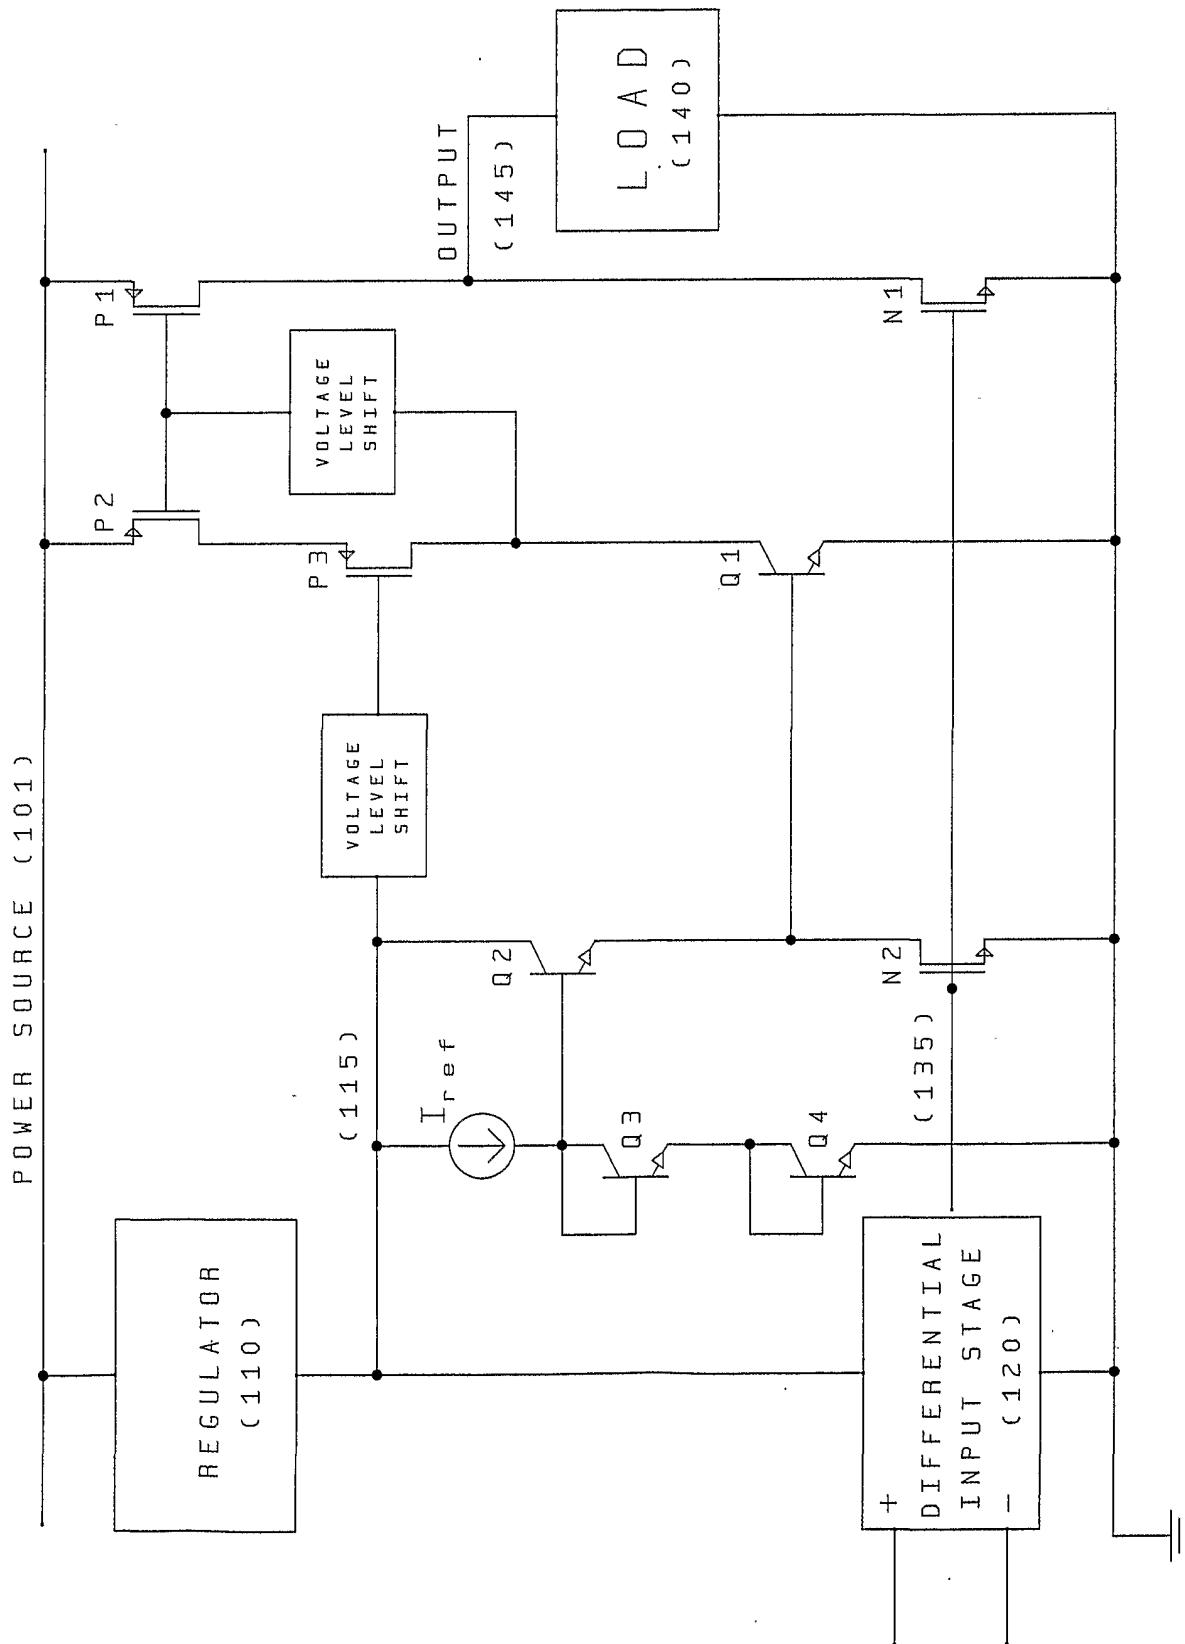 POWER SOURCE (101)
REGULATOR
(110)
(115)
I ref
Q2
Q3
Q4
VOLTAGE
LEVEL
SHIFT
P2
P1
P3
VOLTAGE
LEVEL
SHIFT
OUTPUT
(145)
LOAD
(140)
Q1
N2
N1
(135)
+
DIFFERENTIAL
INPUT STAGE
(120)
-